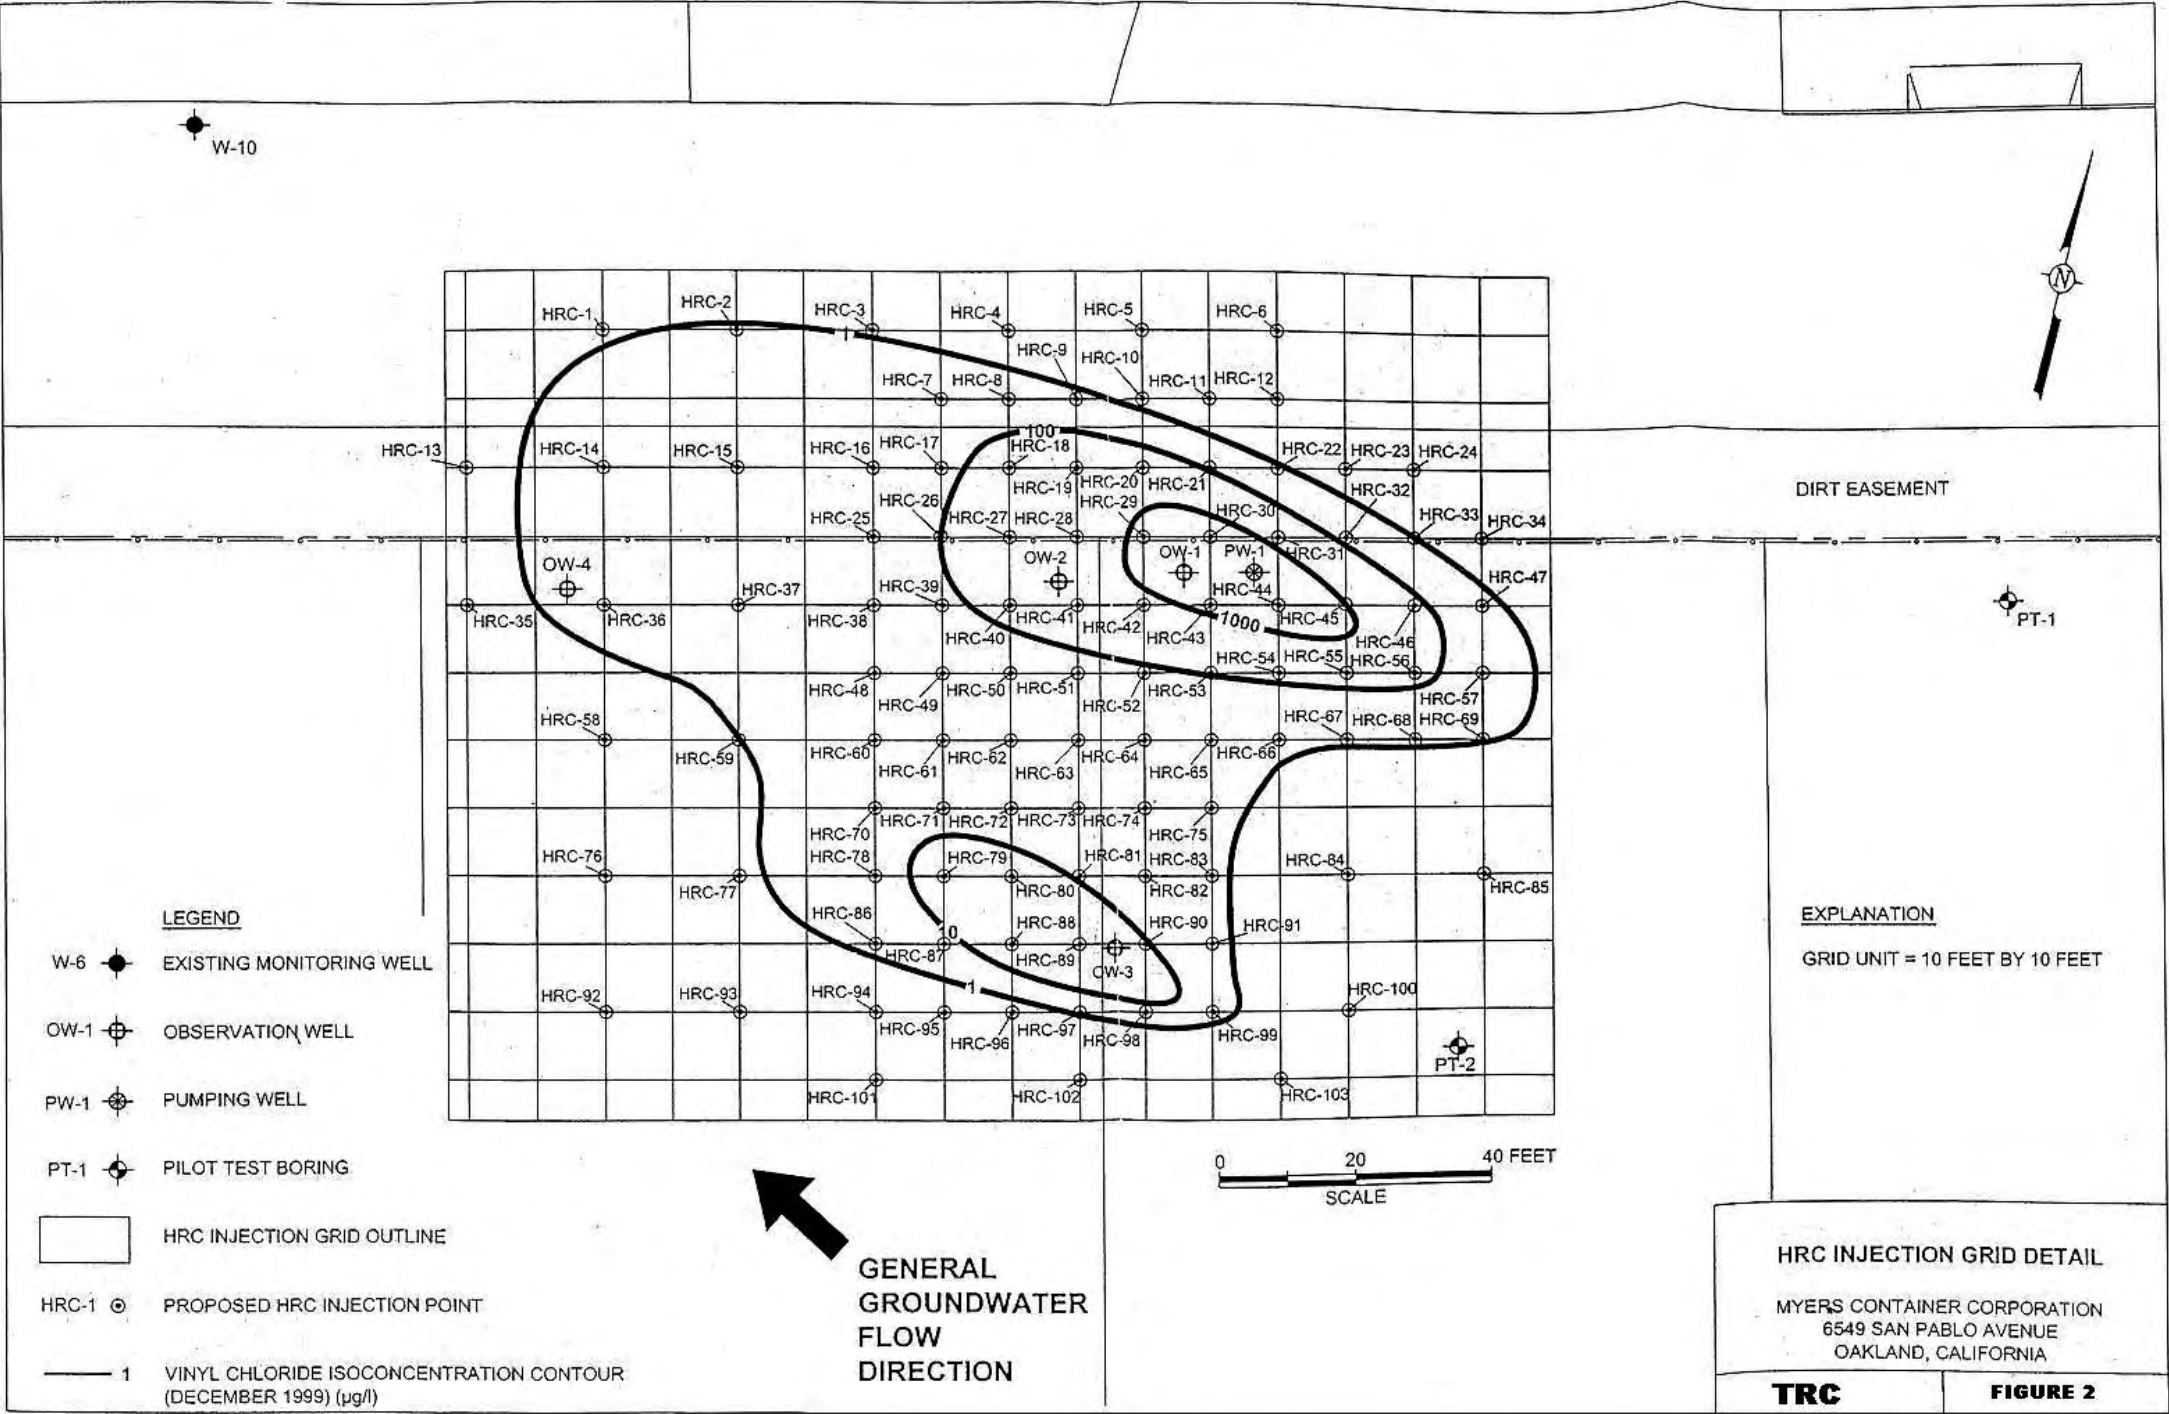 W-10
HRC-1
HRC-2
HRC-3
HRC-4
HRC-5
HRC-6
1
HRC-7
HRC-8
HRC-9
HRC-10
HRC-11
HRC-12
100
HRC-13
HRC-14
HRC-15
HRC-16
HRC-17
HRC-18
HRC-19
HRC-20
HRC-21
HRC-22
HRC-23
HRC-24
N
DIRT EASEMENT
HRC-25
HRC-26
HRC-27
HRC-28
HRC-29
HRC-30
HRC-31
HRC-32
HRC-33
HRC-34
OW-4
OW-2
OW-1
PW-1
PT-1
HRC-35
HRC-36
HRC-37
HRC-38
HRC-39
HRC-40
HRC-41
HRC-42
HRC-43
HRC-44
HRC-45
HRC-46
HRC-47
1000
HRC-48
HRC-49
HRC-50
HRC-51
HRC-52
HRC-53
HRC-54
HRC-55
HRC-56
HRC-57
HRC-58
HRC-59
HRC-60
HRC-61
HRC-62
HRC-63
HRC-64
HRC-65
HRC-66
HRC-67
HRC-68
HRC-69
HRC-70
HRC-71
HRC-72
HRC-73
HRC-74
HRC-75
HRC-76
HRC-77
HRC-78
HRC-79
HRC-80
HRC-81
HRC-82
HRC-83
HRC-84
HRC-85
HRC-86
HRC-87
HRC-88
HRC-89
HRC-90
HRC-91
10
OW-3
1
HRC-92
HRC-93
HRC-94
HRC-95
HRC-96
HRC-97
HRC-98
HRC-99
HRC-100
PT-2
HRC-101
HRC-102
HRC-103
LEGEND
W-6 EXISTING MONITORING WELL
OW-1 OBSERVATION WELL
PW-1 PUMPING WELL
PT-1 PILOT TEST BORING
HRC INJECTION GRID OUTLINE
HRC-1 PROPOSED HRC INJECTION POINT
1 VINYL CHLORIDE ISOCONCENTRATION CONTOUR
(DECEMBER 1999) (µg/l)
GENERAL
GROUNDWATER
FLOW
DIRECTION
0 20 40 FEET
SCALE
EXPLANATION
GRID UNIT = 10 FEET BY 10 FEET
HRC INJECTION GRID DETAIL
MYERS CONTAINER CORPORATION
6549 SAN PABLO AVENUE
OAKLAND, CALIFORNIA
TRC
FIGURE 2